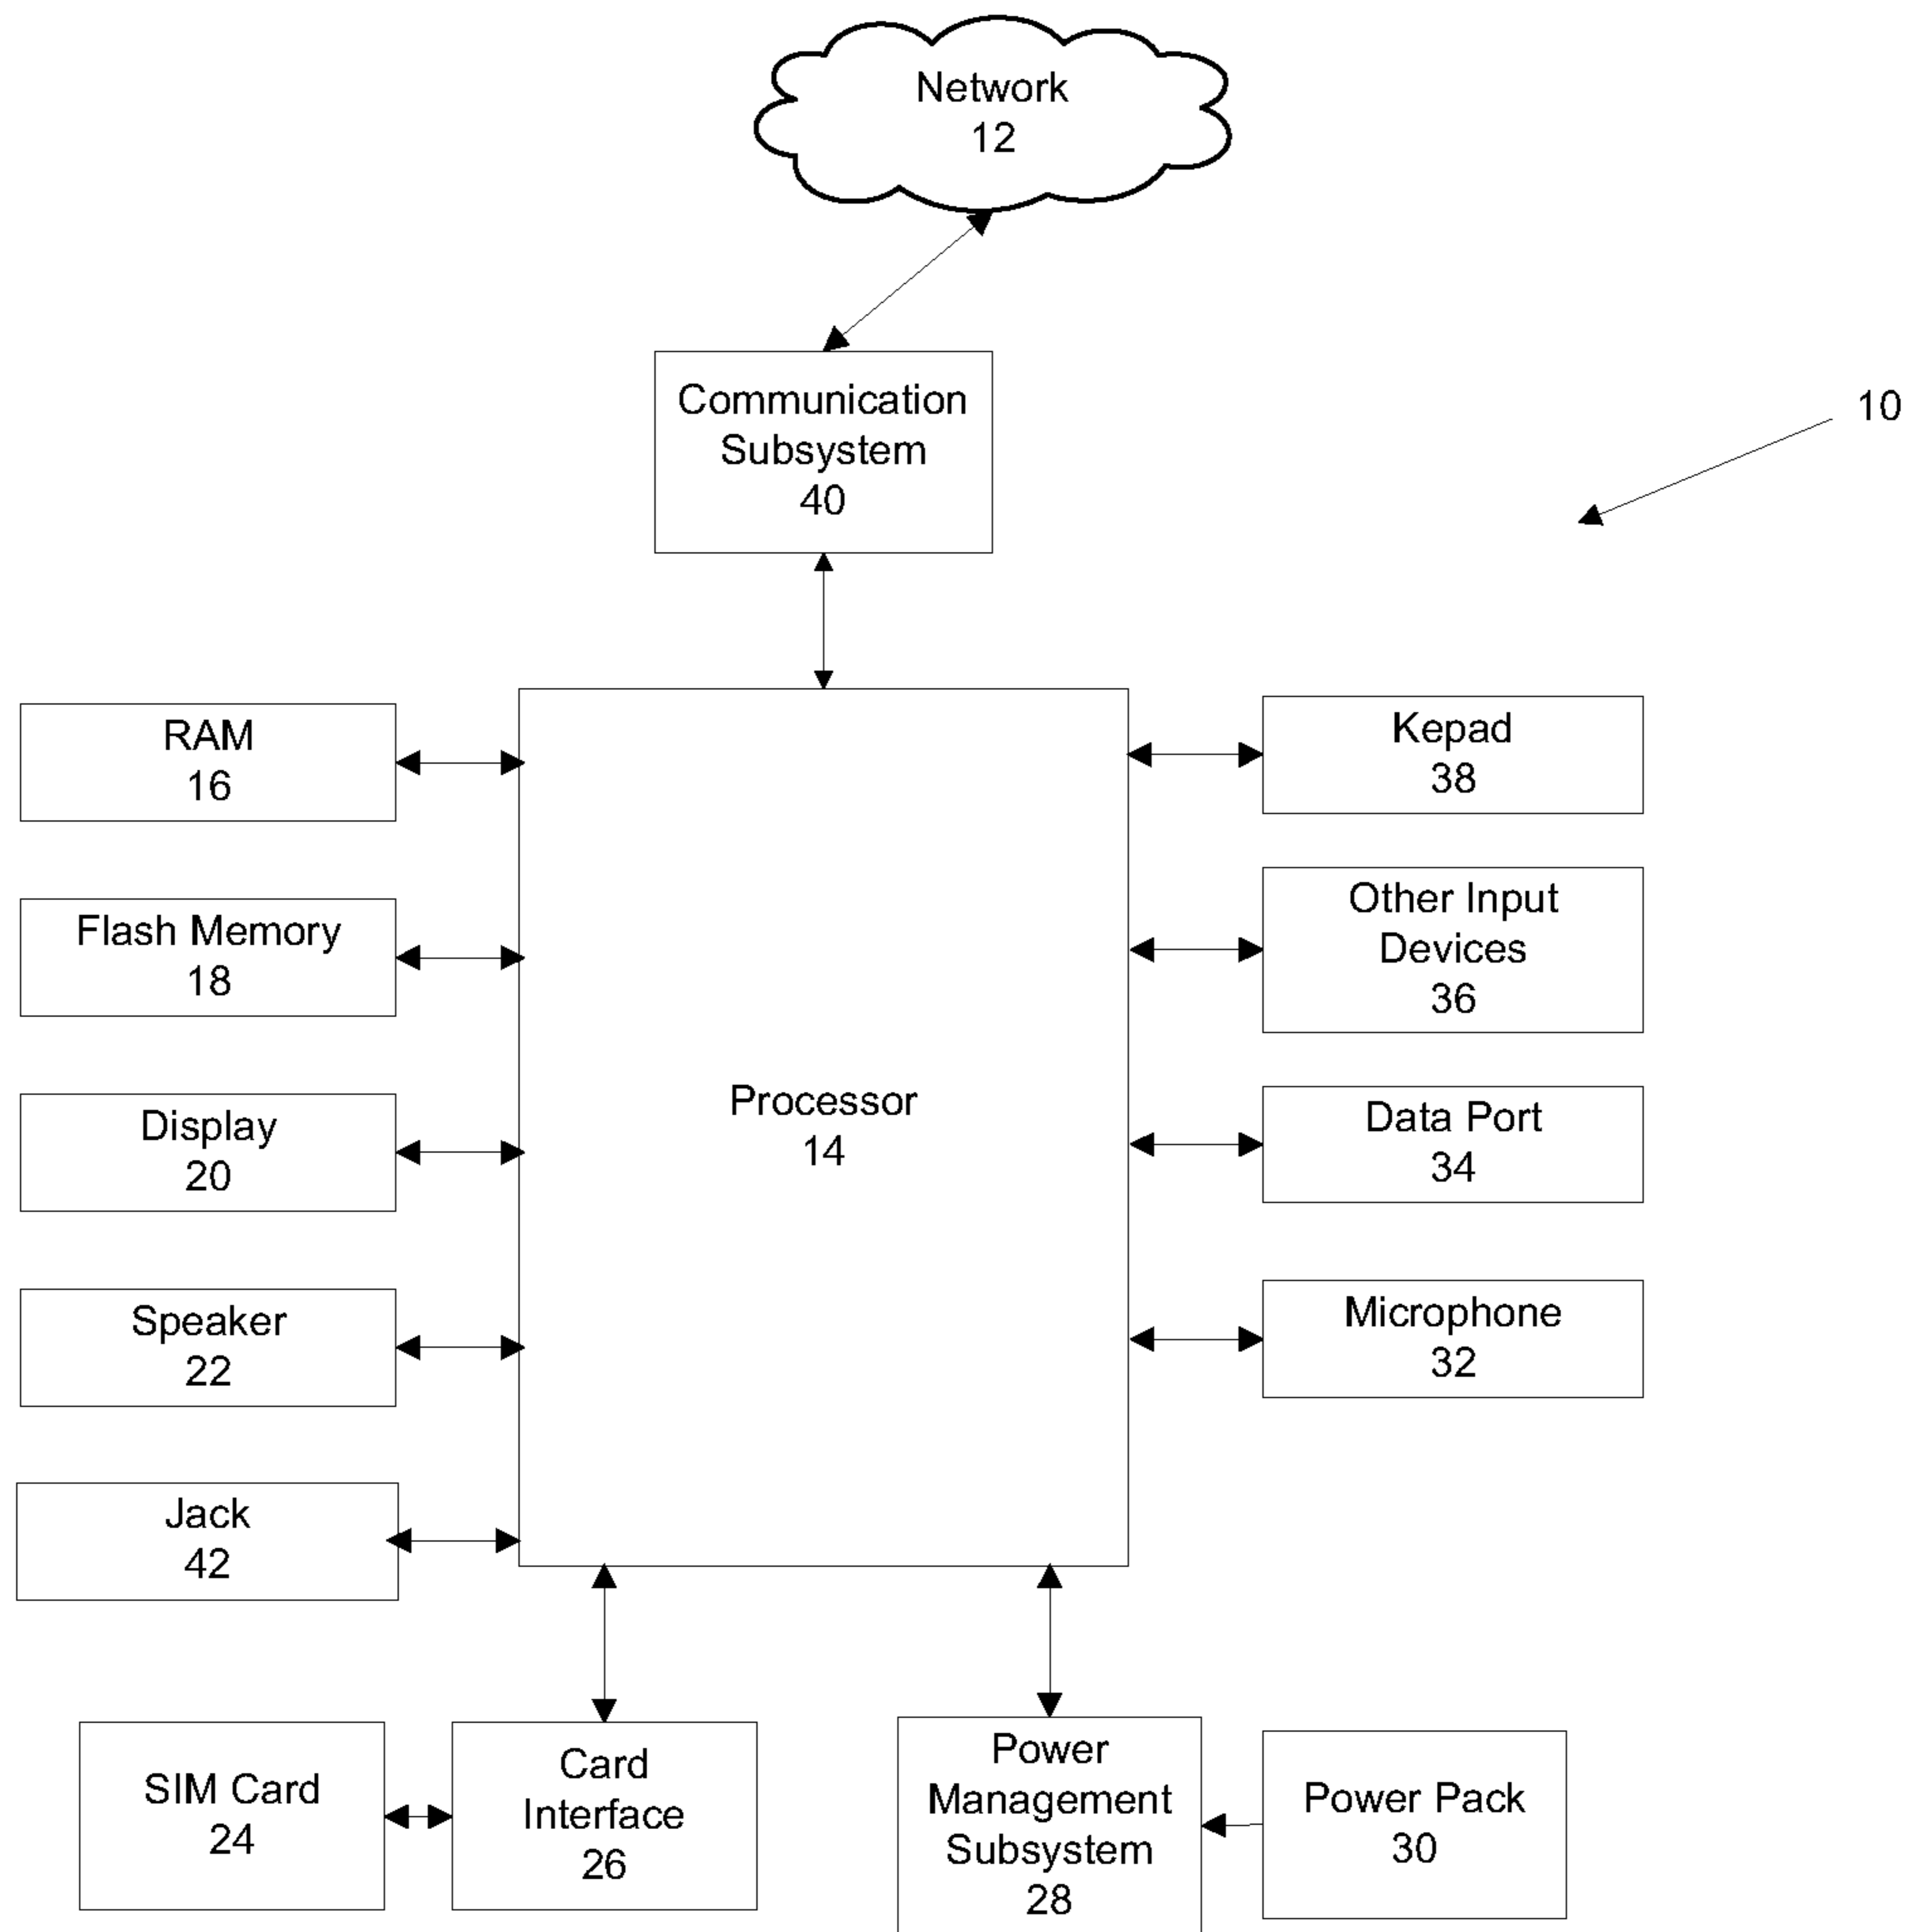 Network
12
Communication
Subsystem
40
10
RAM
16
Kepad
38
Flash Memory
18
Other Input
Devices
36
Processor
14
Display
20
Data Port
34
Speaker
22
Microphone
32
Jack
42
SIM Card
24
Card
Interface
26
Power
Management
Subsystem
28
Power Pack
30